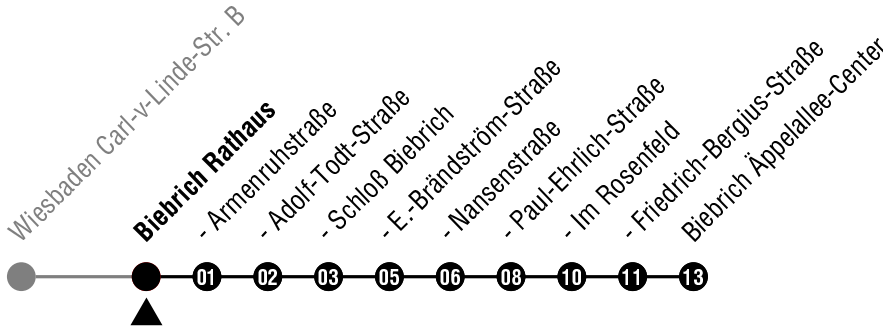 Wiesbaden Carl-v-Linde-Str. B
Biebrich Rathaus
- Armenruhstraße
- Adolf-Todt-Straße
- Schloß Biebrich
- E.-Brändström-Straße
- Nansenstraße
- Paul-Ehrlich-Straße
- Im Rosenfeld
- Friedrich-Bergius-Straße
Biebrich Äppelallee-Center
01 02 03 05 06 08 10 11 13